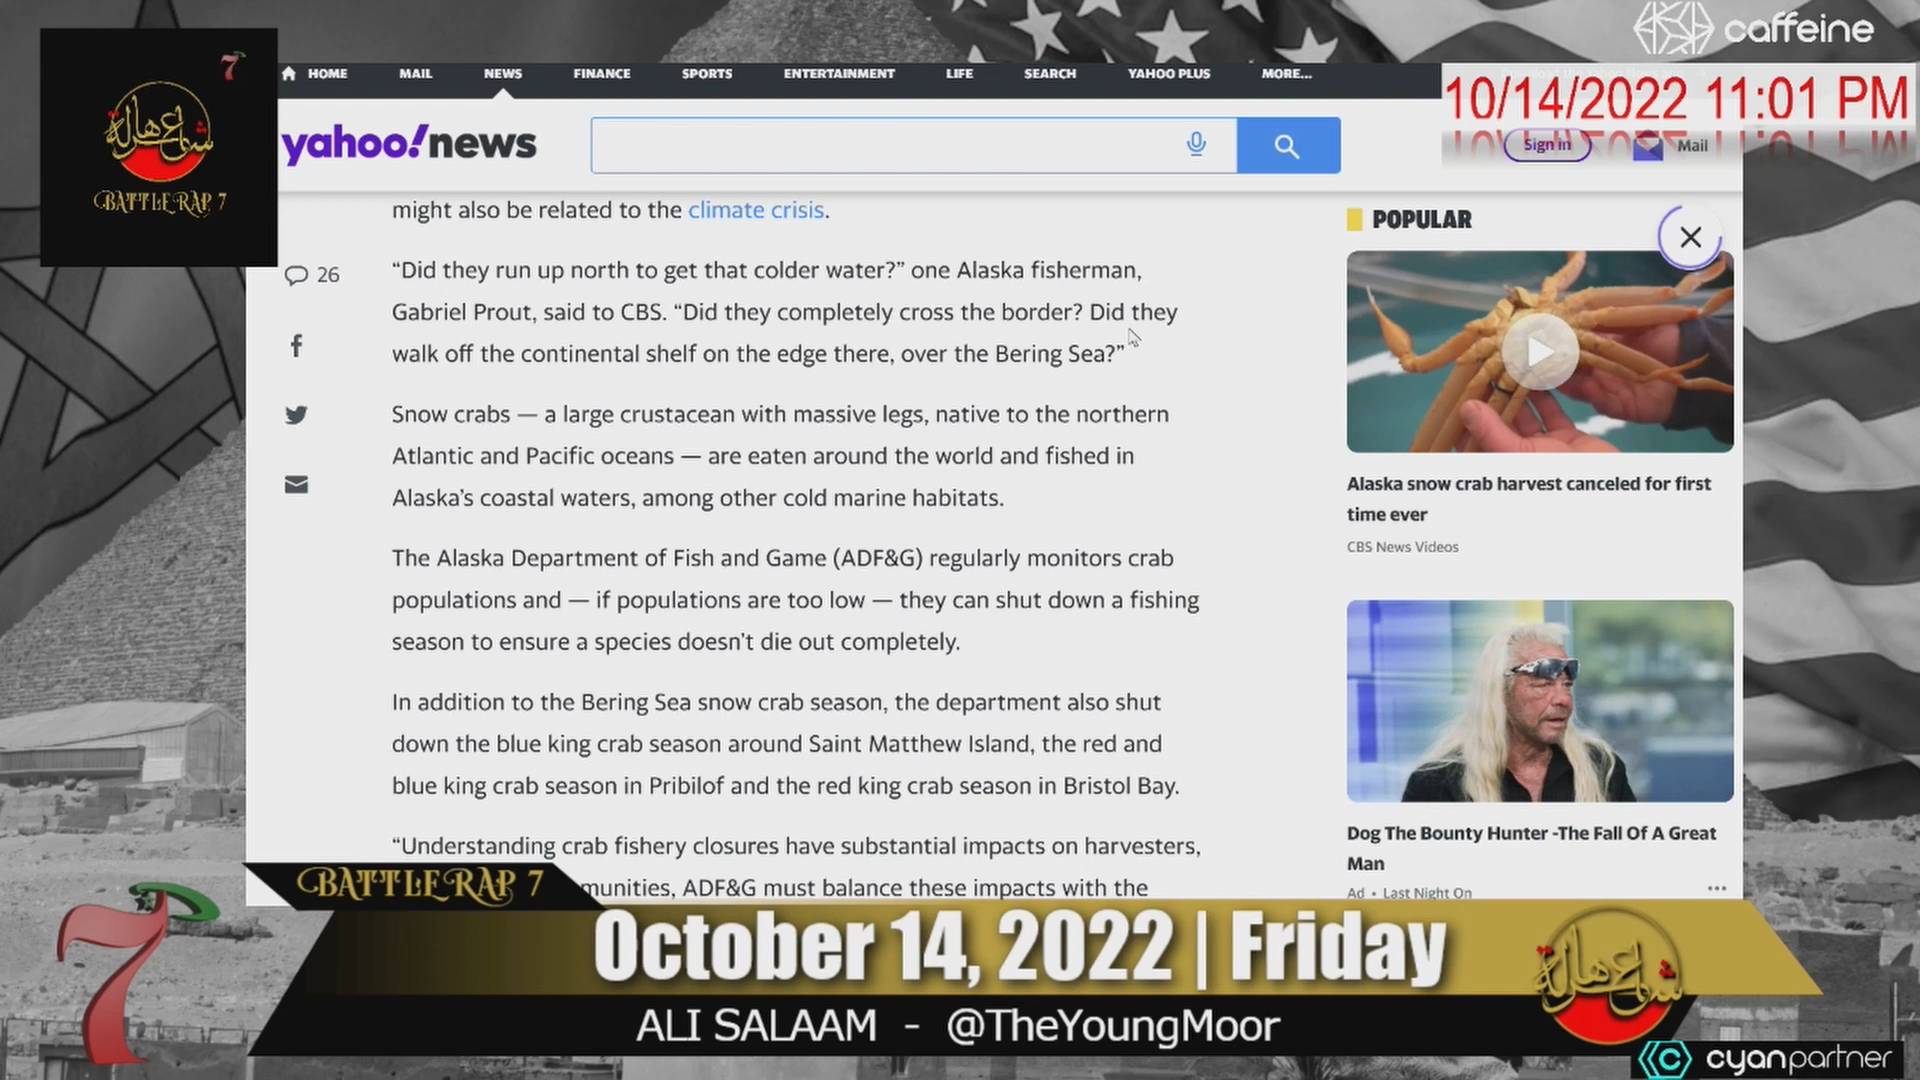 caffeine
10/14/2022 11:01 PM
7
شعاع هالة
BATTLE RAP 7
HOME MAIL NEWS FINANCE SPORTS ENTERTAINMENT LIFE SEARCH YAHOO PLUS MORE...
yahoo!news
Sign in
Mail
might also be related to the climate crisis.
26
“Did they run up north to get that colder water?” one Alaska fisherman,
Gabriel Prout, said to CBS. “Did they completely cross the border? Did they
walk off the continental shelf on the edge there, over the Bering Sea?”
Snow crabs — a large crustacean with massive legs, native to the northern
Atlantic and Pacific oceans — are eaten around the world and fished in
Alaska’s coastal waters, among other cold marine habitats.
The Alaska Department of Fish and Game (ADF&G) regularly monitors crab
populations and — if populations are too low — they can shut down a fishing
season to ensure a species doesn’t die out completely.
In addition to the Bering Sea snow crab season, the department also shut
down the blue king crab season around Saint Matthew Island, the red and
blue king crab season in Pribilof and the red king crab season in Bristol Bay.
“Understanding crab fishery closures have substantial impacts on harvesters,
munities, ADF&G must balance these impacts with the
POPULAR
Alaska snow crab harvest canceled for first
time ever
CBS News Videos
Dog The Bounty Hunter -The Fall Of A Great
Man
Ad • Last Night On
BATTLE RAP 7
7
October 14, 2022 | Friday
ALI SALAAM - @TheYoungMoor
cyanpartner